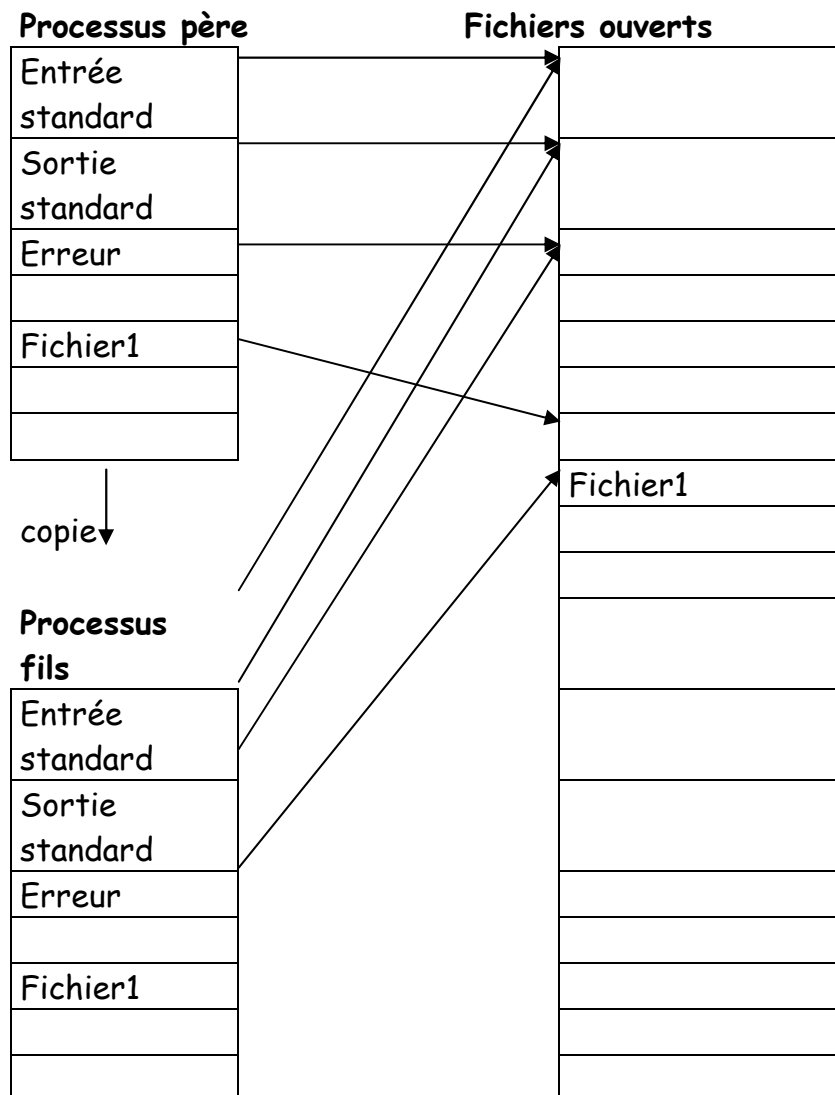 Processus père
Fichiers ouverts
Entrée
standard
Sortie
standard
Erreur
Fichier1
Fichier1
copie
Processus
fils
Entrée
standard
Sortie
standard
Erreur
Fichier1